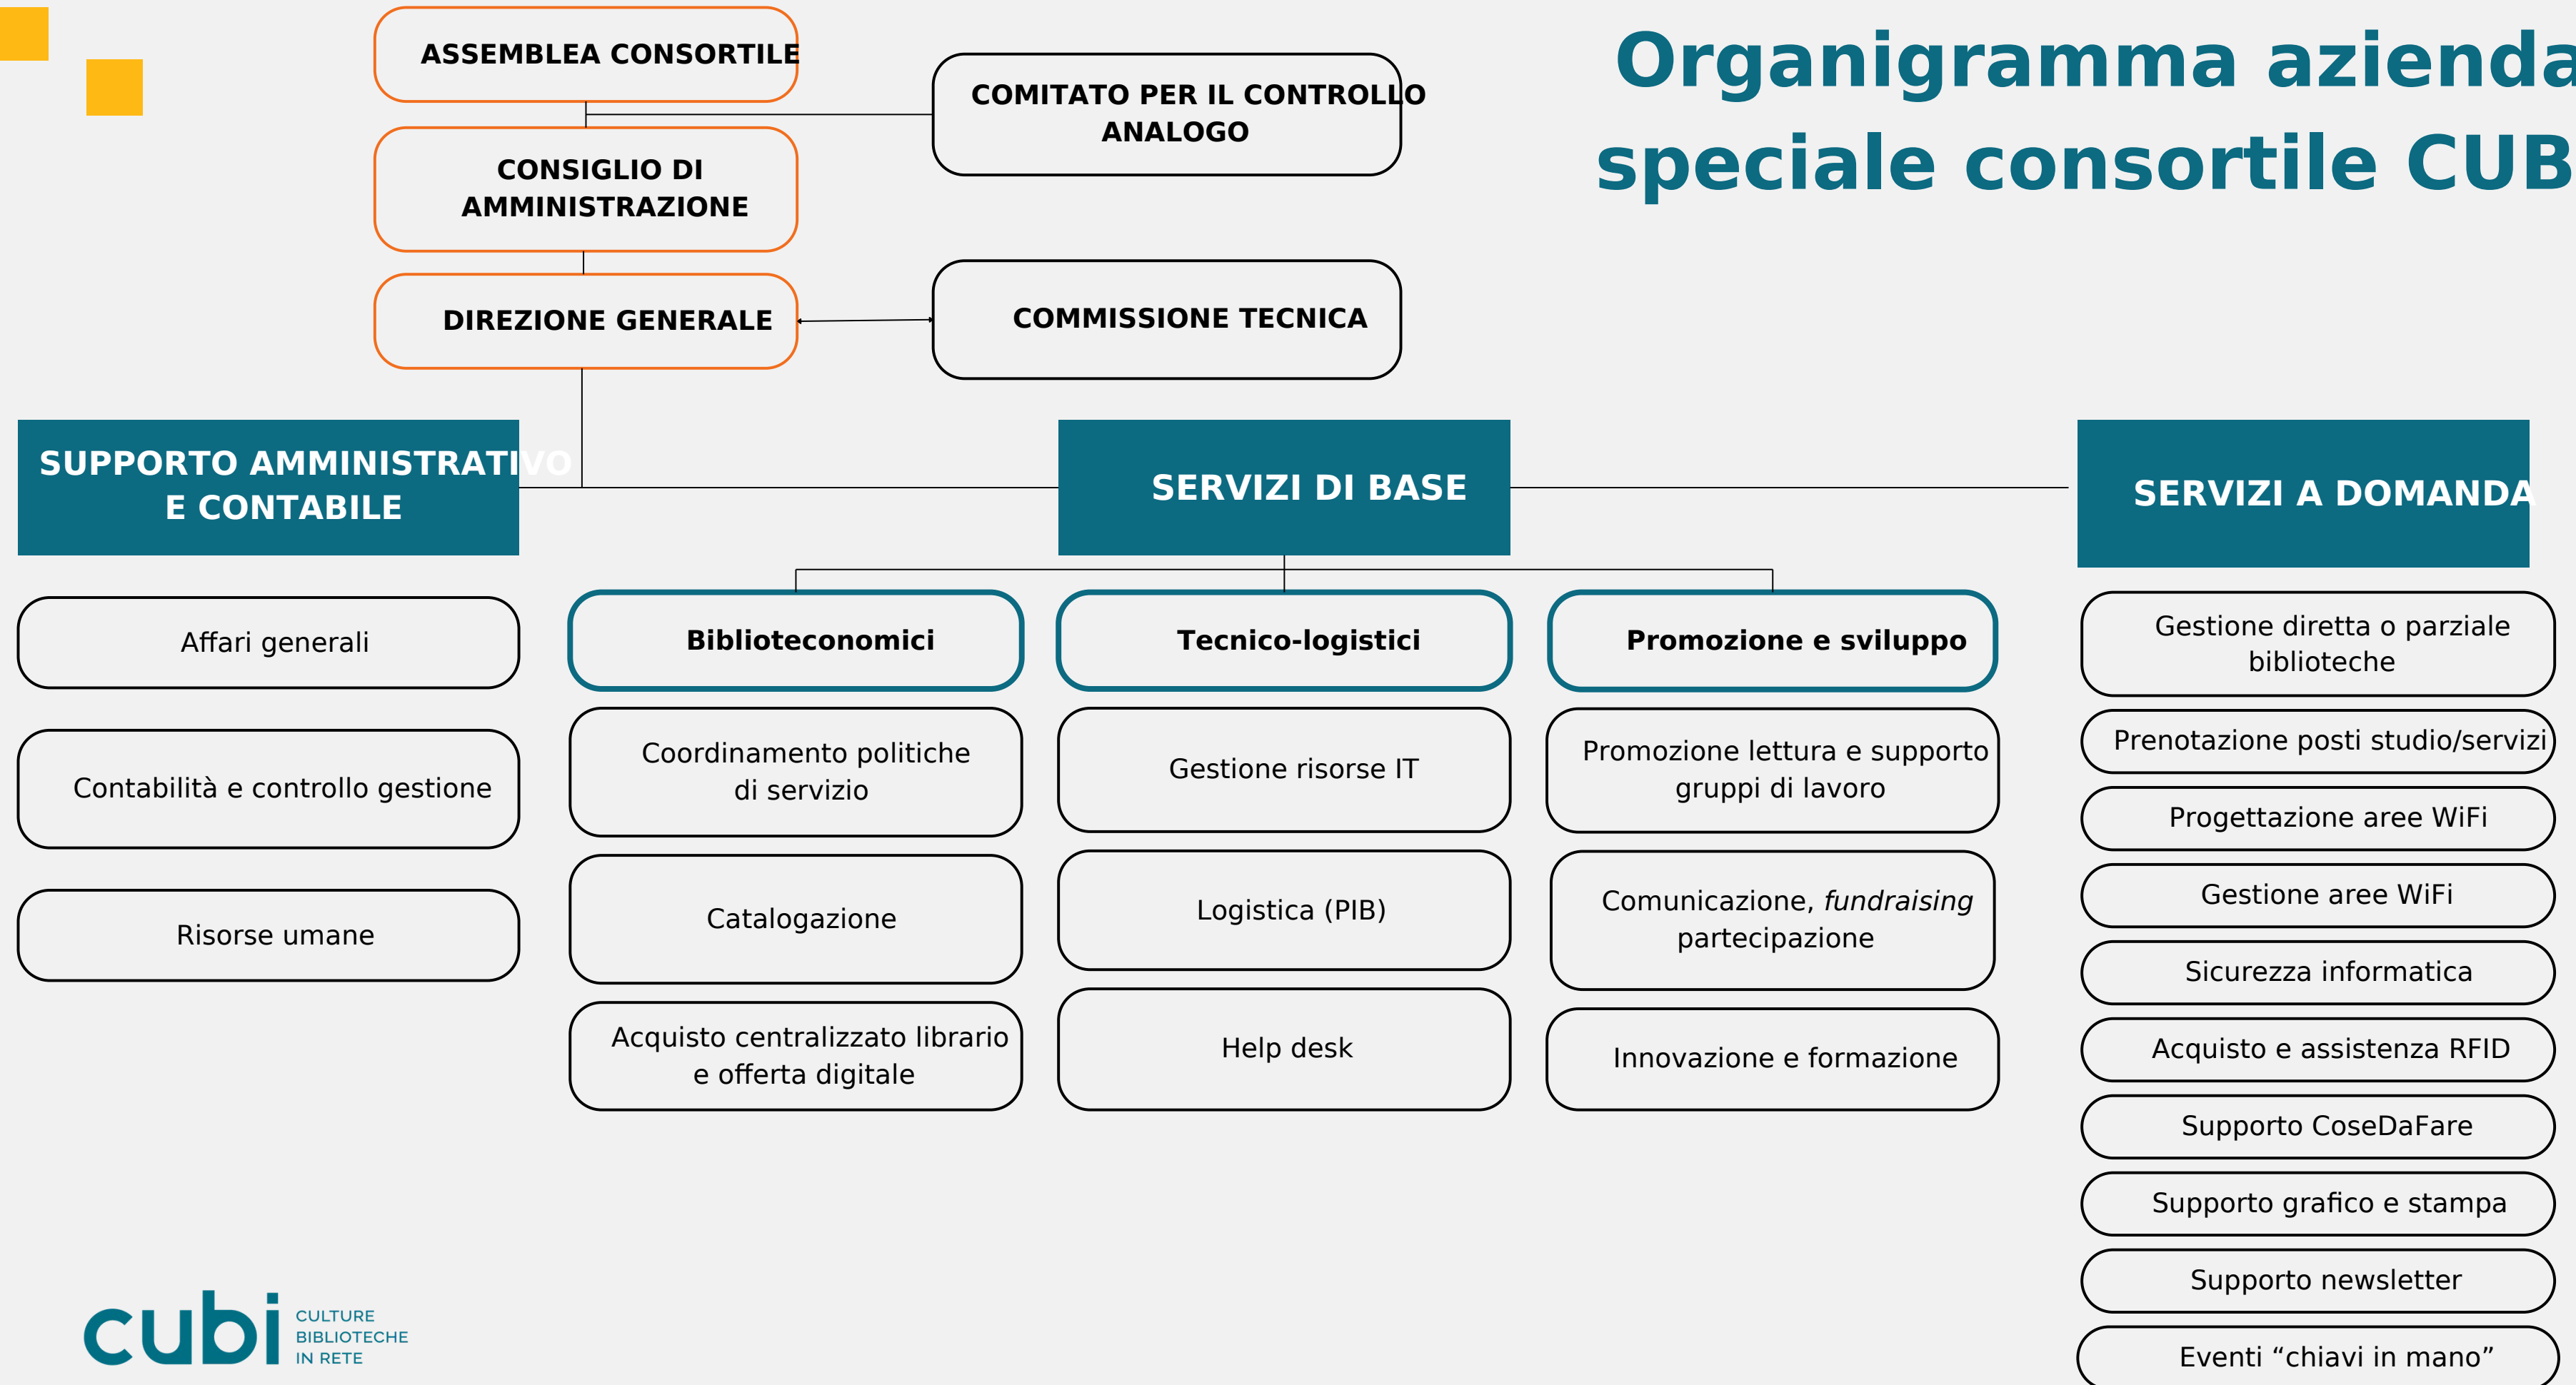 Organigramma azienda
speciale consortile CUB
ASSEMBLEA CONSORTILE
COMITATO PER IL CONTROLLO
ANALOGO
CONSIGLIO DI
AMMINISTRAZIONE
DIREZIONE GENERALE
COMMISSIONE TECNICA
SUPPORTO AMMINISTRATIVO
E CONTABILE
Affari generali
Contabilità e controllo gestione
Risorse umane
SERVIZI DI BASE
Biblioteconomici
Coordinamento politiche
di servizio
Catalogazione
Acquisto centralizzato librario
e offerta digitale
Tecnico-logistici
Gestione risorse IT
Logistica (PIB)
Help desk
Promozione e sviluppo
Promozione lettura e supporto
gruppi di lavoro
Comunicazione, fundraising
partecipazione
Innovazione e formazione
SERVIZI A DOMANDA
Gestione diretta o parziale
biblioteche
Prenotazione posti studio/servizi
Progettazione aree WiFi
Gestione aree WiFi
Sicurezza informatica
Acquisto e assistenza RFID
Supporto CoseDaFare
Supporto grafico e stampa
Supporto newsletter
Eventi “chiavi in mano”
cubi
CULTURE
BIBLIOTECHE
IN RETE